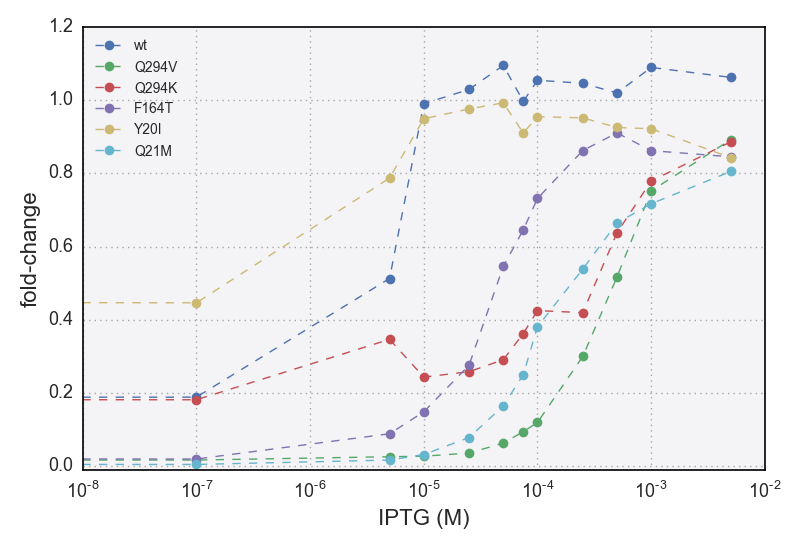 1.2
1.0
0.8
0.6
0.4
0.2
0.0
fold-change
wt
Q294V
Q294K
F164T
Y20I
Q21M
10⁻⁸ 10⁻⁷ 10⁻⁶ 10⁻⁵ 10⁻⁴ 10⁻³ 10⁻²
IPTG (M)